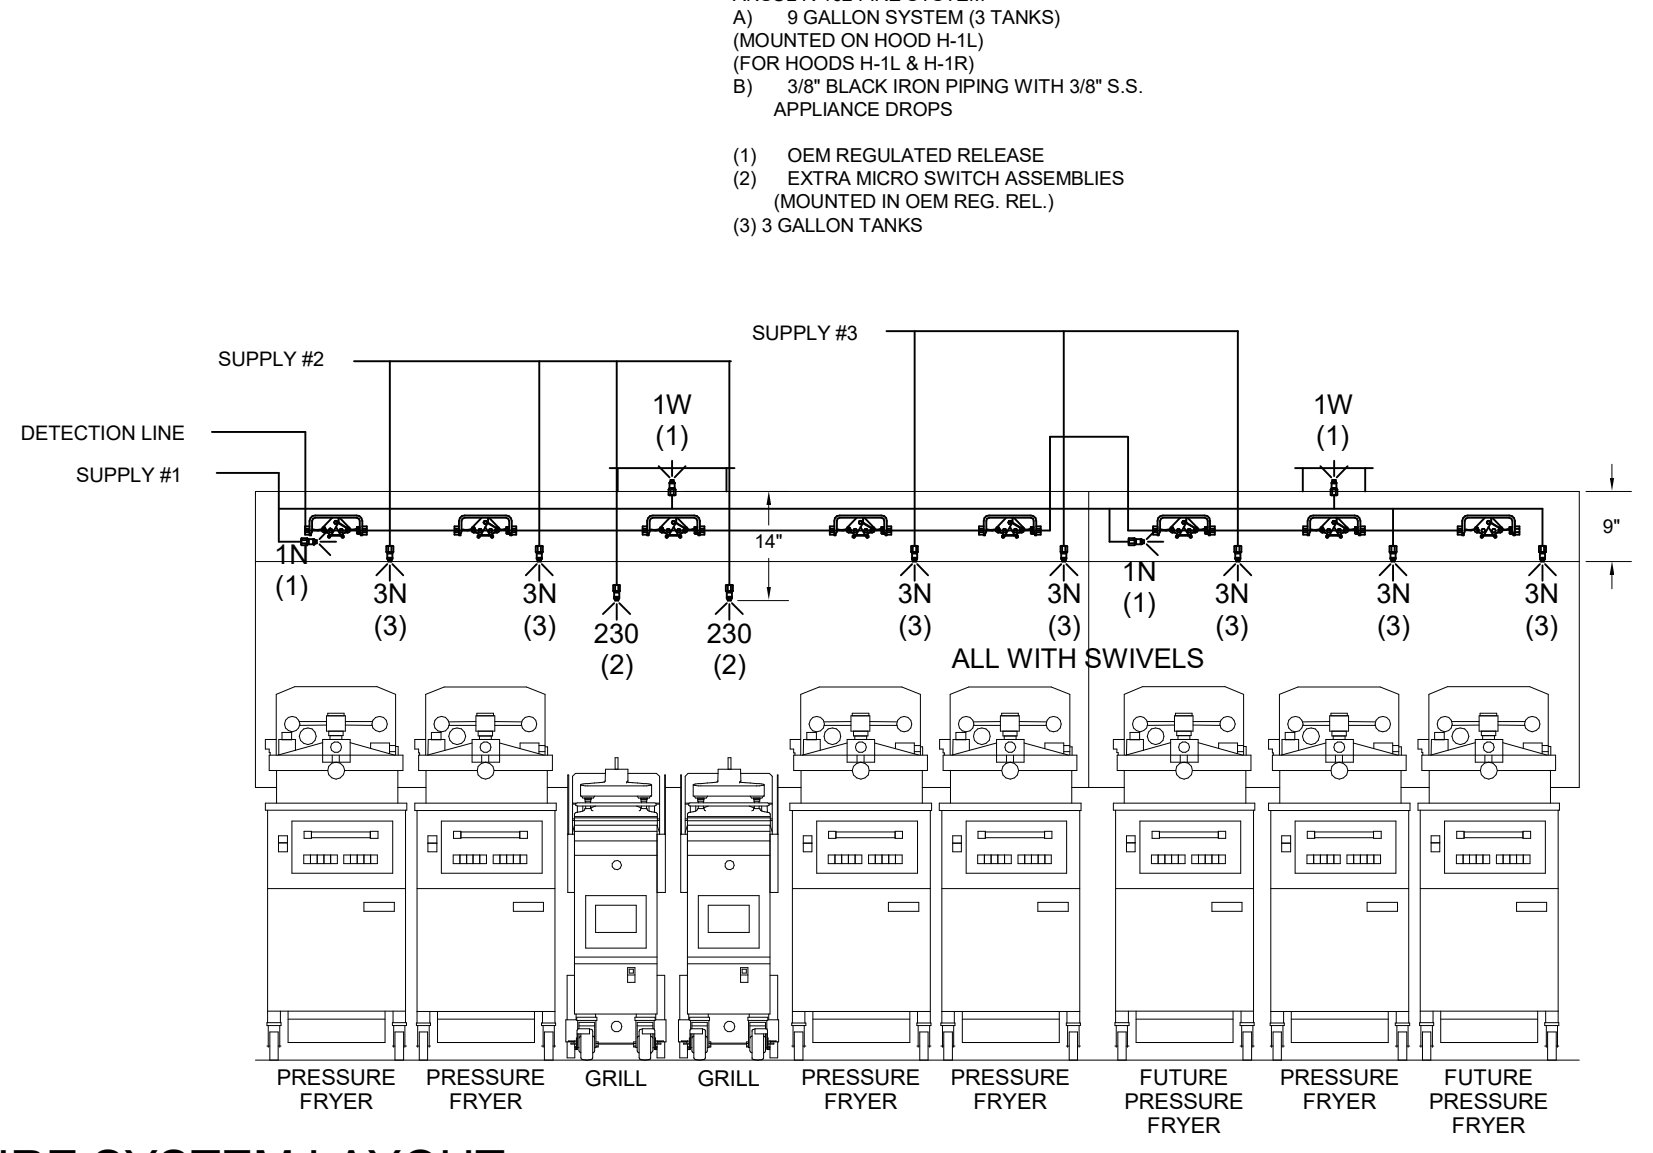 A) 9 GALLON SYSTEM (3 TANKS)
(MOUNTED ON HOOD H-1L)
(FOR HOODS H-1L & H-1R)
B) 3/8" BLACK IRON PIPING WITH 3/8" S.S.
APPLIANCE DROPS
(1) OEM REGULATED RELEASE
(2) EXTRA MICRO SWITCH ASSEMBLIES
(MOUNTED IN OEM REG. REL.)
(3) 3 GALLON TANKS
SUPPLY #3
SUPPLY #2
DETECTION LINE
SUPPLY #1
1W
(1)
1W
(1)
14"
9"
1N
(1)
3N
(3)
3N
(3)
230
(2)
230
(2)
3N
(3)
3N
(3)
1N
(1)
3N
(3)
3N
(3)
3N
(3)
ALL WITH SWIVELS
PRESSURE
FRYER
PRESSURE
FRYER
GRILL
GRILL
PRESSURE
FRYER
PRESSURE
FRYER
FUTURE
PRESSURE
FRYER
PRESSURE
FRYER
FUTURE
PRESSURE
FRYER
SYSTEM LAYOUT